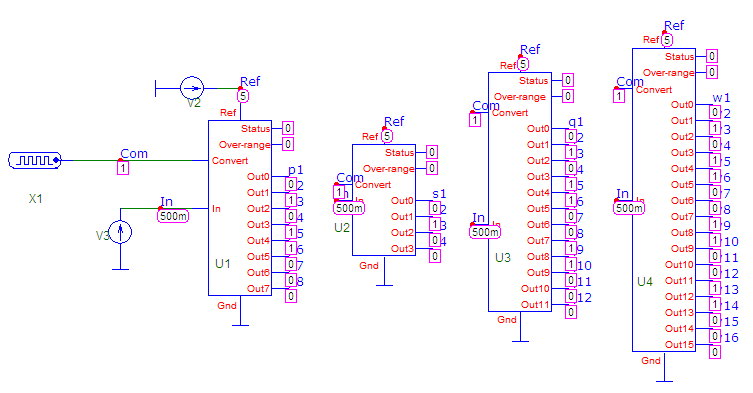 X1
Com
1
V2
Ref
5
V3
In
500m
Ref
Status 0
Over-range 0
Convert
In
Out0 p1
0
Out1 2
1
Out2 3
0
Out3 4
1
Out4 5
1
Out5 6
0
Out6 7
0
Out7 8
0
U1
Gnd
Ref
5
Ref
Com
1
500m
Status 0
Over-range 0
Convert
In
Out0 s1
0
Out1 2
1
Out2 3
Out3 4
0
U2
Gnd
Ref
5
Ref
Com
1
In
500m
Status 0
Over-range 0
Convert
In
Out0 q1
0
Out1 2
1
Out2 3
0
Out3 4
1
Out4 5
1
Out5 6
0
Out6 7
0
Out7 8
1
Out8 9
1
Out9 10
0
Out10 11
0
Out11 12
0
U3
Gnd
Ref
5
Ref
Com
1
In
500m
Status 0
Over-range 0
Convert
In
Out0 w1
0
Out1 2
1
Out2 3
0
Out3 4
1
Out4 5
1
Out5 6
0
Out6 7
0
Out7 8
1
Out8 9
1
Out9 10
0
Out10 11
0
Out11 12
1
Out12 13
1
Out13 14
0
Out14 15
0
Out15 16
0
U4
Gnd